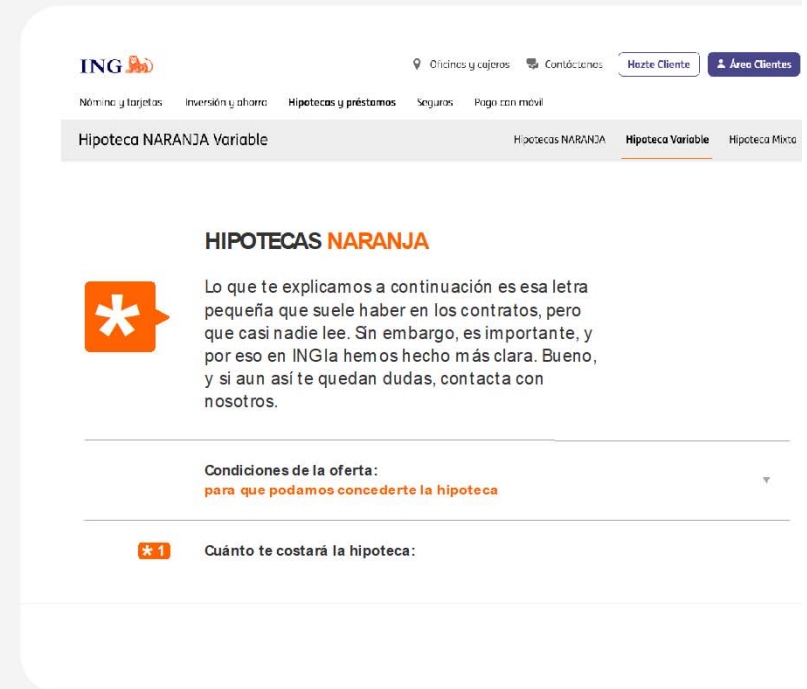 ING
Oficinas y cajeros Contáctanos Hazte Cliente Área Clientes
Nómina y tarjetas Inversión y ahorro Hipotecas y préstamos Seguros Pago con móvil
Hipoteca NARANJA Variable Hipotecas NARANJA Hipoteca Variable Hipoteca Mixta
HIPOTECAS NARANJA
Lo que te explicamos a continuación es esa letra
pequeña que suele haber en los contratos, pero
que casi nadie lee. Sin embargo, es importante, y
por eso en ING la hemos hecho más clara. Bueno,
y si aun así te quedan dudas, contacta con
nosotros.
Condiciones de la oferta:
para que podamos concederte la hipoteca
* 1 Cuánto te costará la hipoteca: